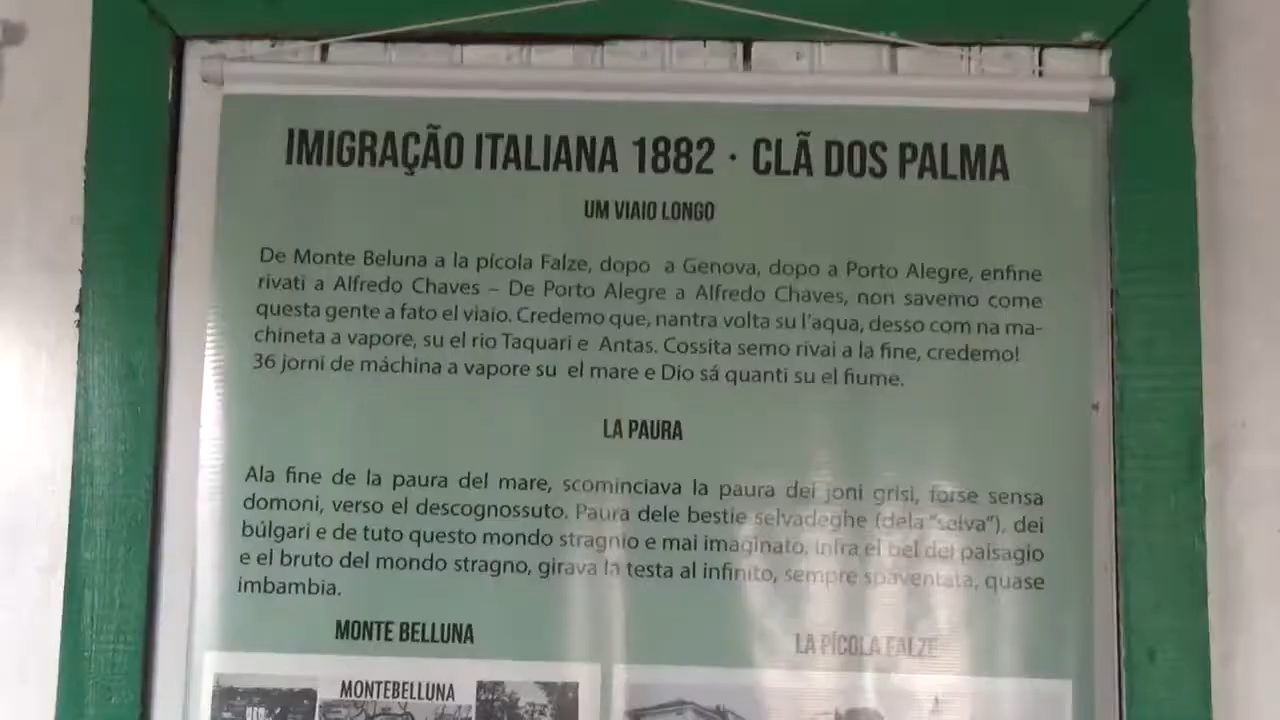 IMIGRAÇÃO ITALIANA 1882 · CLÃ DOS PALMA
UM VIAIO LONGO
De Monte Beluna a la pícola Falze, dopo a Genova, dopo a Porto Alegre, enfine
rivati a Alfredo Chaves – De Porto Alegre a Alfredo Chaves, non savemo come
questa gente a fato el viaio. Credemo que, nantra volta su l'aqua, desso com na ma-
chineta a vapore, su el rio Taquari e Antas. Cossita semo rivai a la fine, credemo!
36 jorni de máchina a vapore su el mare e Dio sá quanti su el fiume.
LA PAURA
Ala fine de la paura del mare, scominciava la paura dei joni grisi, forse sensa
domoni, verso el descognossuto. Paura dele bestie selvadeghe (dela "selva"), dei
búlgari e de tuto questo mondo stragnio e mai imaginato. Infra el bel del paisagio
e el bruto del mondo stragno, girava la testa al infinito, sempre spaventata, quase
imbambia.
MONTE BELLUNA
LA PÍCOLA FALZE
MONTEBELLUNA